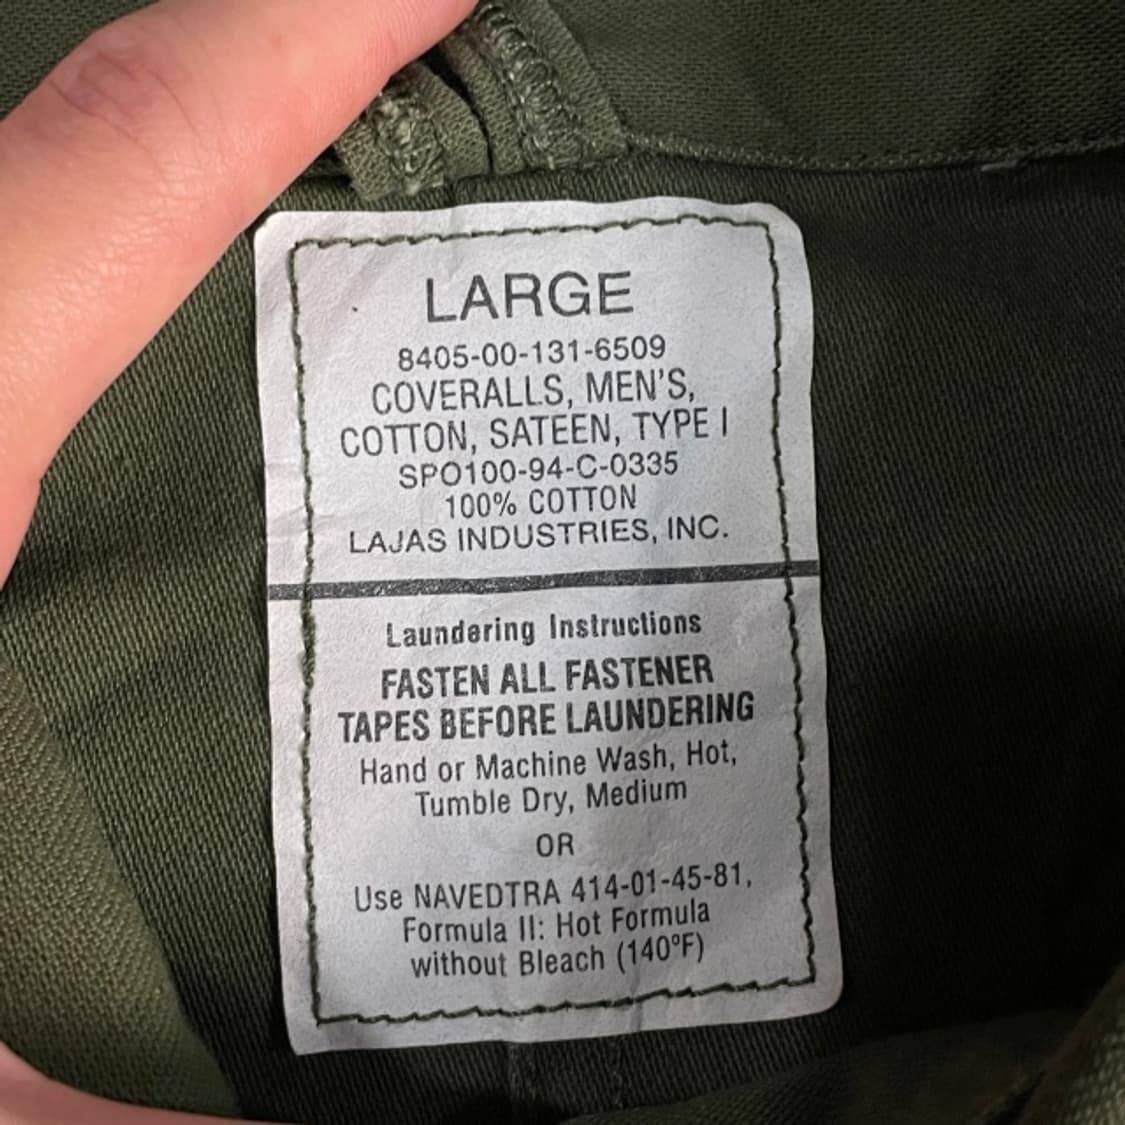 LARGE
8405-00-131-6509
COVERALLS, MEN'S,
COTTON, SATEEN, TYPE I
SPO100-94-C-0335
100% COTTON
LAJAS INDUSTRIES, INC.
Laundering Instructions
FASTEN ALL FASTENER
TAPES BEFORE LAUNDERING
Hand or Machine Wash, Hot,
Tumble Dry, Medium
OR
Use NAVEDTRA 414-01-45-81,
Formula II: Hot Formula
without Bleach (140°F)